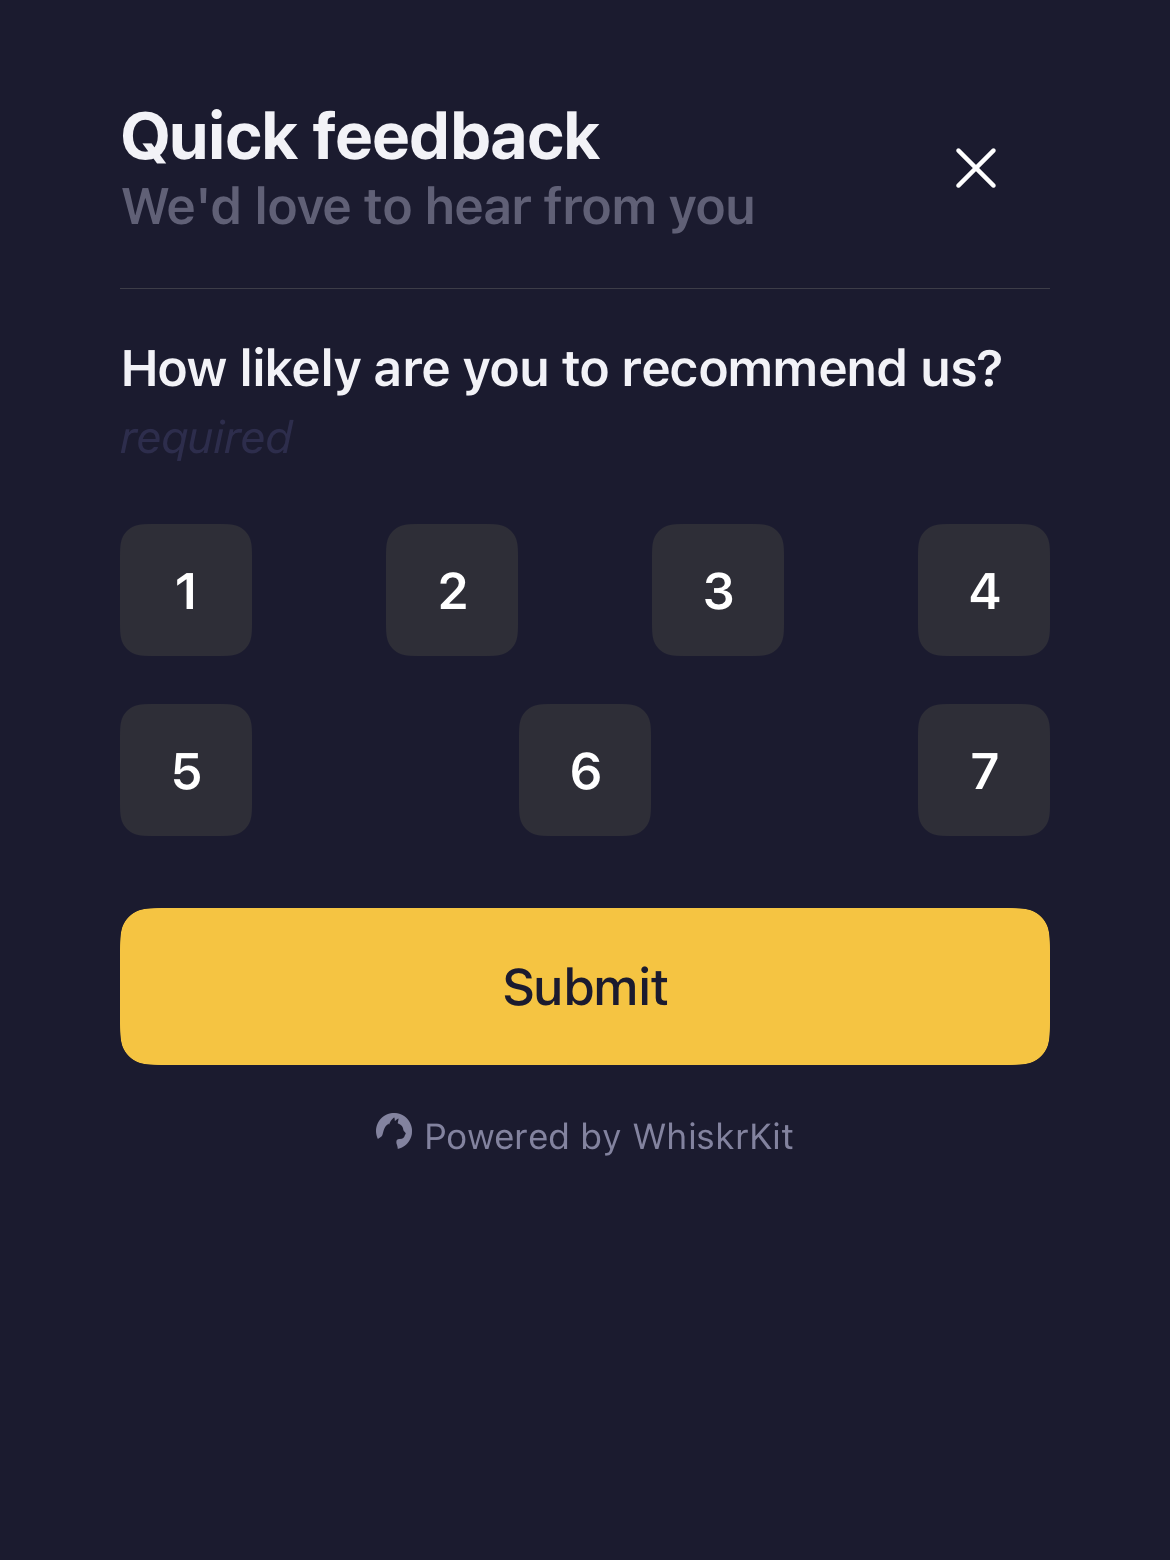 Quick feedback
We'd love to hear from you
How likely are you to recommend us?
required
1 2 3 4
5 6 7
Submit
Powered by WhiskrKit